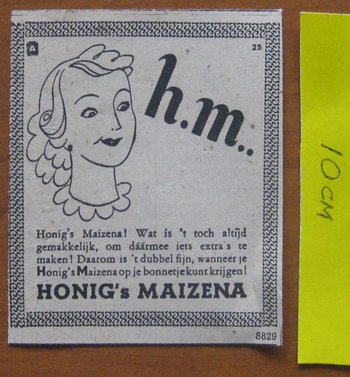 A
25
h.m..
Honig's Maizena! Wat is 't toch altijd
gemakkelijk, om dáármee iets extra's te
maken! Daarom is 't dubbel fijn, wanneer je
Honig's Maizena op je bonnetje kunt krijgen!
HONIG's MAIZENA
8829
10 CM